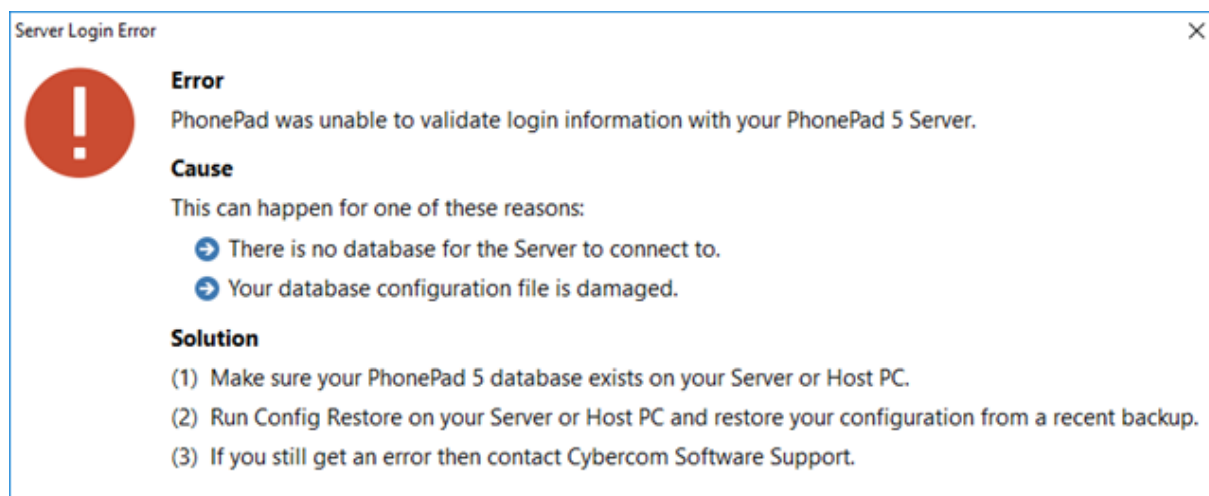 Server Login Error
Error
PhonePad was unable to validate login information with your PhonePad 5 Server.
Cause
This can happen for one of these reasons:
There is no database for the Server to connect to.
Your database configuration file is damaged.
Solution
(1) Make sure your PhonePad 5 database exists on your Server or Host PC.
(2) Run Config Restore on your Server or Host PC and restore your configuration from a recent backup.
(3) If you still get an error then contact Cybercom Software Support.